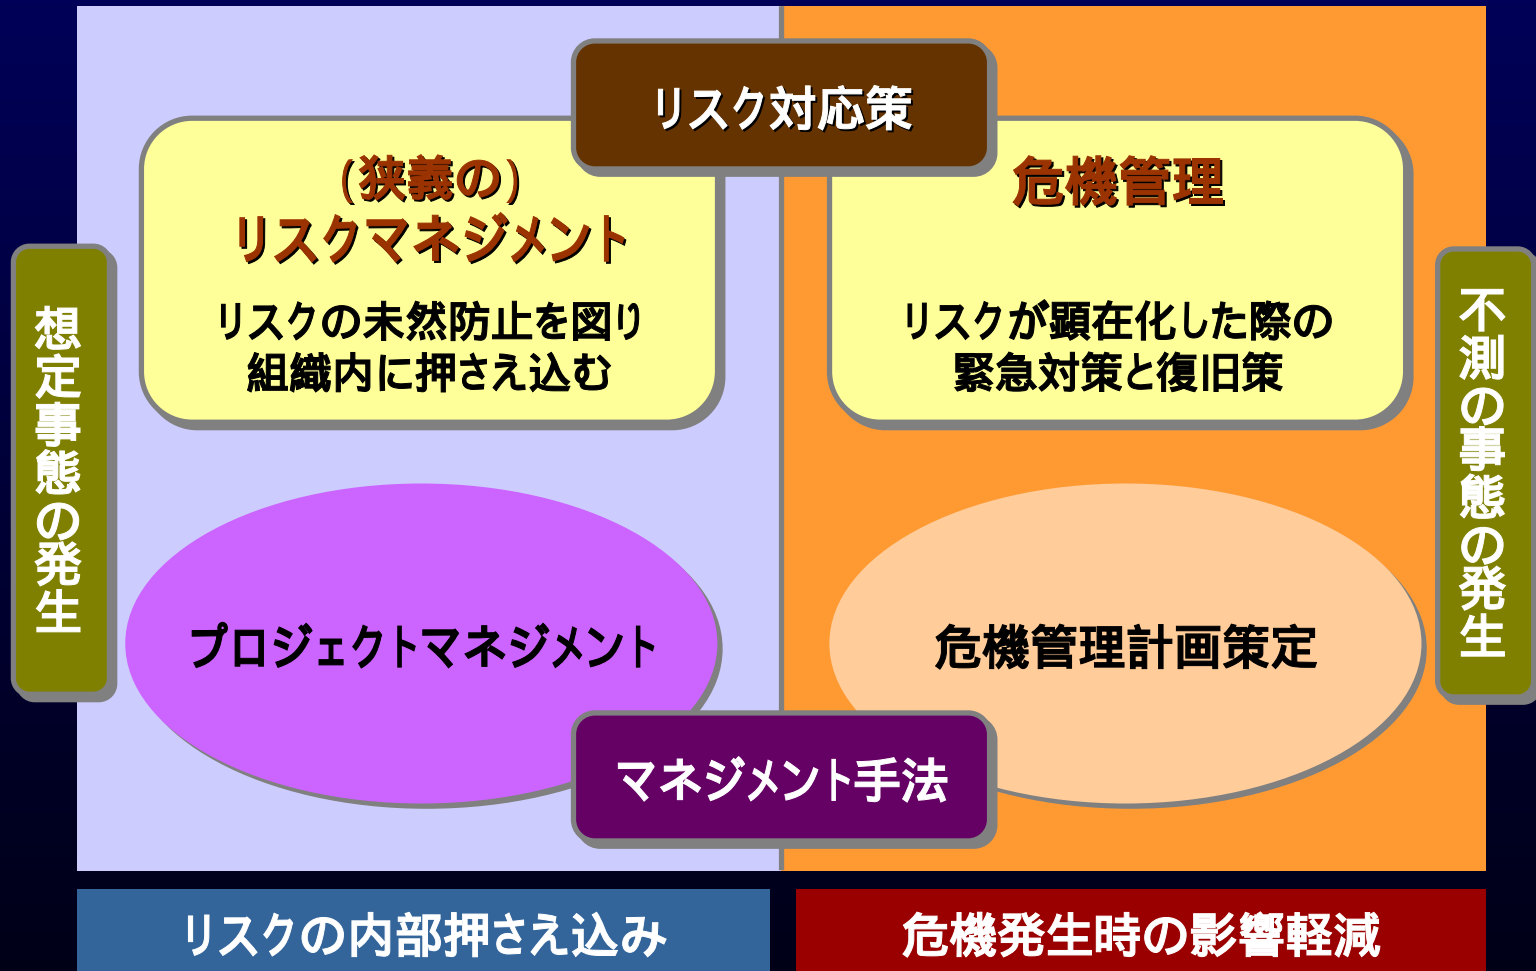 リスク対応策
(狭義の)
リスクマネジメント
リスクの未然防止を図り
組織内に押さえ込む
危機管理
リスクが顕在化した際の
緊急対策と復旧策
想定事態の発生
不測の事態の発生
プロジェクトマネジメント
危機管理計画策定
マネジメント手法
リスクの内部押さえ込み
危機発生時の影響軽減